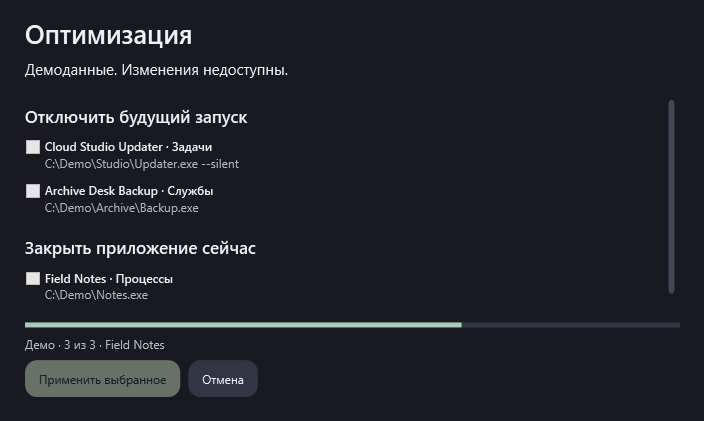 Оптимизация
Демоданные. Изменения недоступны.
Отключить будущий запуск
Cloud Studio Updater · Задачи
C:\Demo\Studio\Updater.exe --silent
Archive Desk Backup · Службы
C:\Demo\Archive\Backup.exe
Закрыть приложение сейчас
Field Notes · Процессы
C:\Demo\Notes.exe
Демо · 3 из 3 · Field Notes
Применить выбранное
Отмена